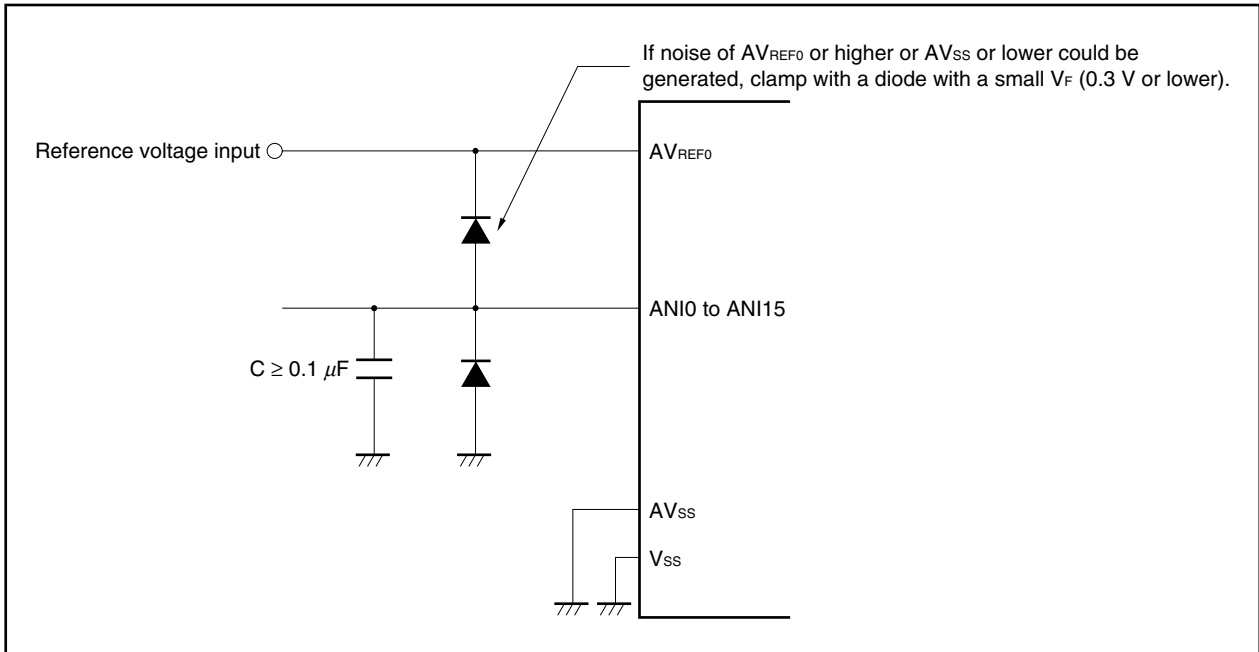 If noise of AVREF0 or higher or AVSS or lower could be
generated, clamp with a diode with a small VF (0.3 V or lower).
Reference voltage input
AVREF0
ANI0 to ANI15
C ≥ 0.1 μF
AVSS
VSS